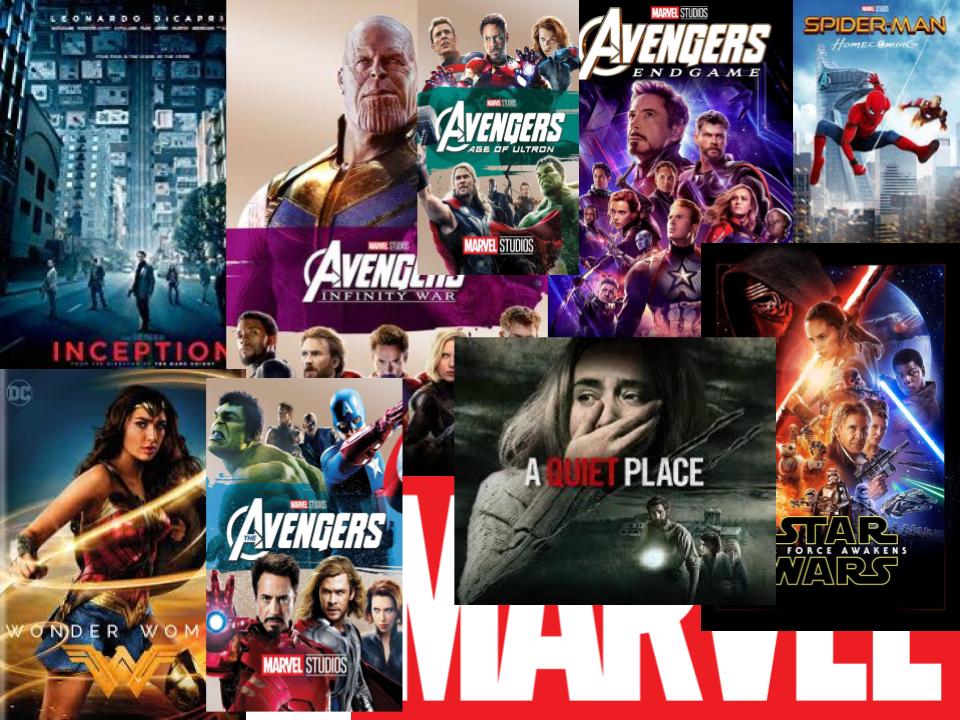 LEONARDO DICAPRI
INCEPTION
AVENGE
INFINITY WAR
MARVEL STUDIOS
MARVEL STUDIOS
AVENGERS
AGE OF ULTRON
MARVEL STUDIOS
MARVEL STUDIOS
AVENGERS
ENDGAME
MARVEL STUDIOS
SPIDER-MAN
HOMECOMING
STAR
FORCE AWAKENS
WARS
A QUIET PLACE
DC
WONDER WOM
MARVEL STUDIOS
THE AVENGERS
MARVEL STUDIOS
MARVEL